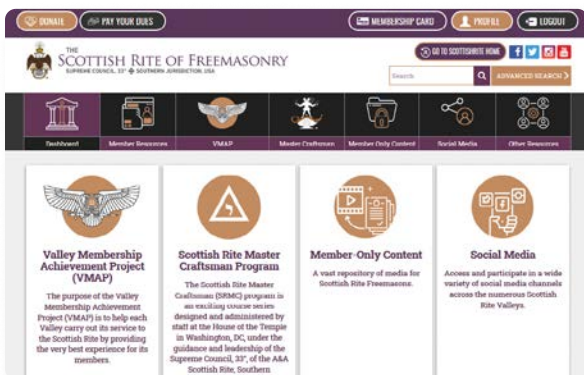 DONATE
PAY YOUR DUES
MEMBERSHIP CARD
PROFILE
LOGOUT
THE
SCOTTISH RITE OF FREEMASONRY
SUPREME COUNCIL, 33° SOUTHERN JURISDICTION, USA
GO TO SCOTTISHRITE HOME
Search
ADVANCED SEARCH
Dashboard
Member Resources
VMAP
Master Craftsman
Member Only Content
Social Media
Other Resources
Valley Membership
Achievement Project
(VMAP)
The purpose of the Valley
Membership Achievement
Project (VMAP) is to help each
Valley carry out its service to
the Scottish Rite by providing
the very best experience for its
members.
Scottish Rite Master
Craftsman Program
The Scottish Rite Master
Craftsman (SRMC) program is
an exciting course series
designed and administered by
staff at the House of the Temple
in Washington, DC, under the
guidance and leadership of the
Supreme Council, 33°, of the A&A
Scottish Rite, Southern
Member-Only Content
A vast repository of media for
Scottish Rite Freemasons.
Social Media
Access and participate in a wide
variety of social media channels
across the numerous Scottish
Rite Valleys.